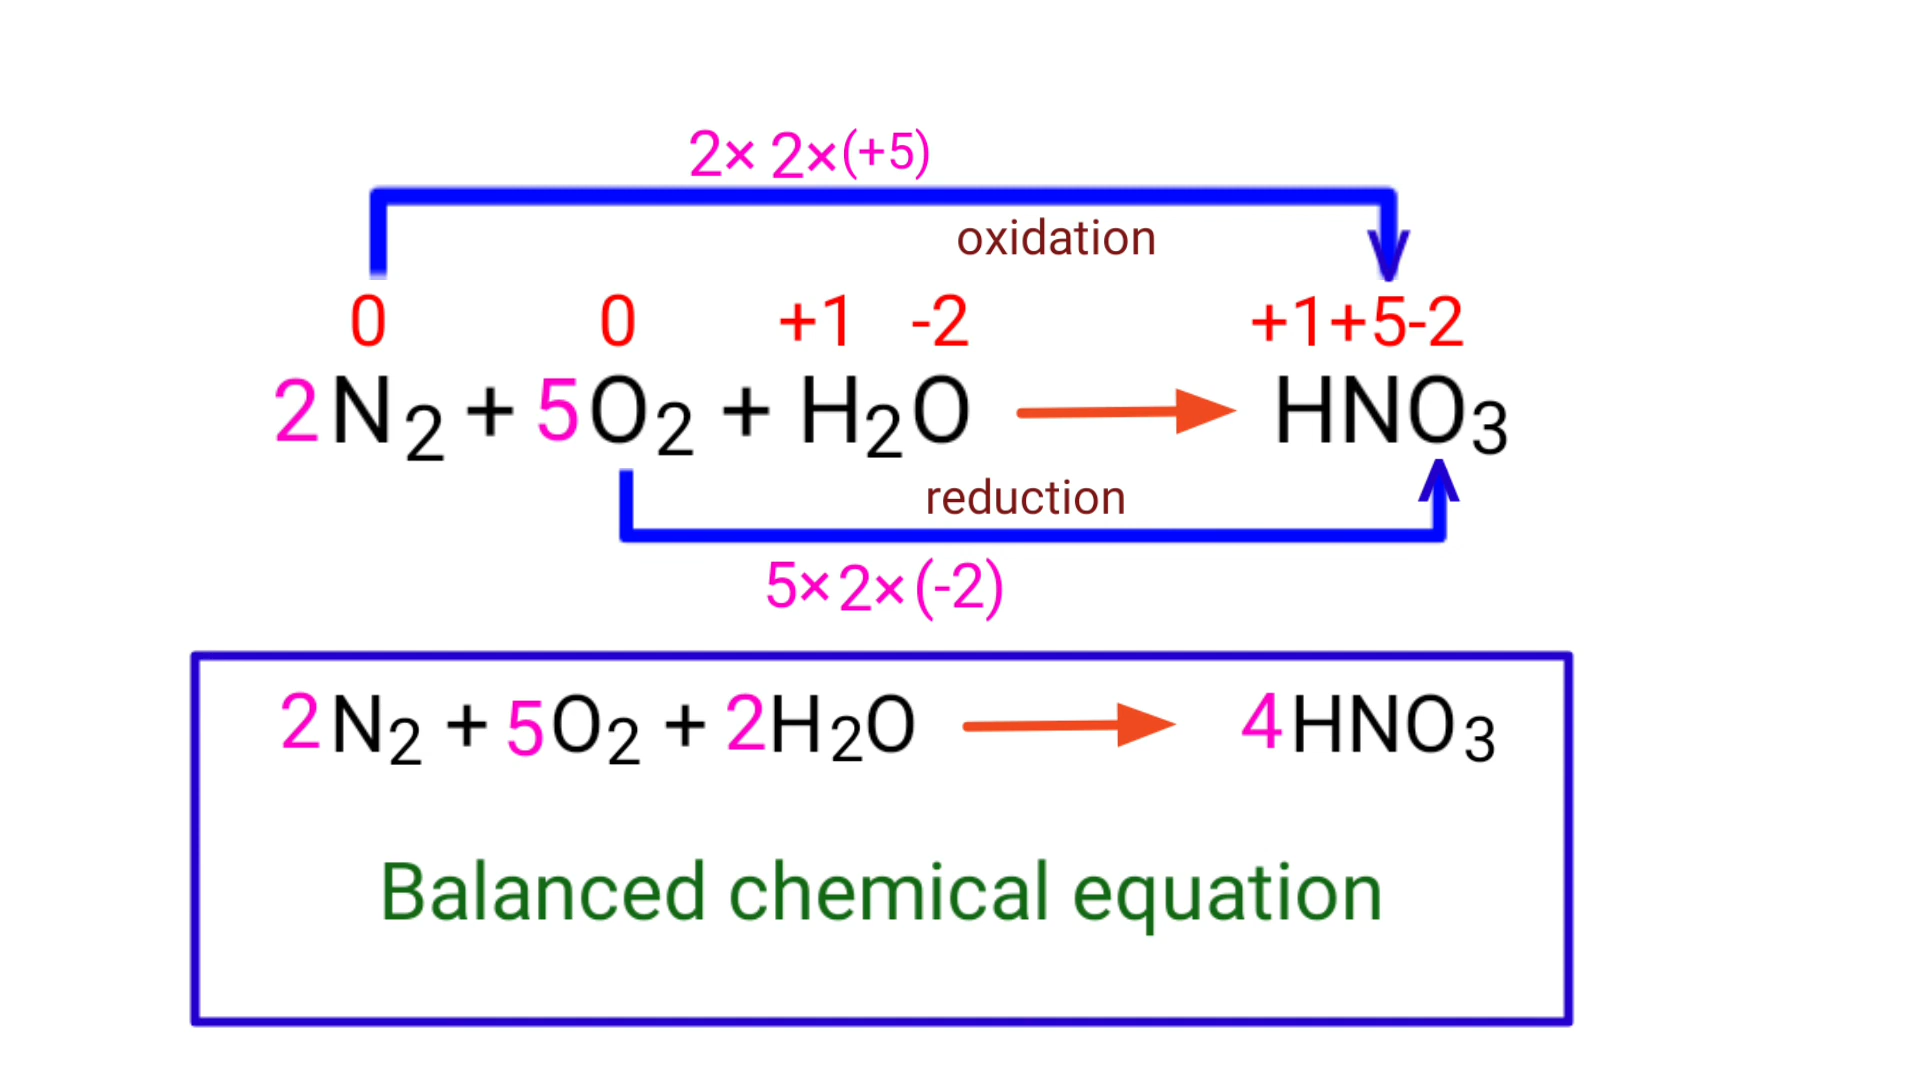 2× 2×(+5)
oxidation
0 0 +1 -2 +1+5-2
2N2 + 5O2 + H2O → HNO3
reduction
5×2×(-2)
2N2 + 5O2 + 2H2O → 4HNO3
Balanced chemical equation